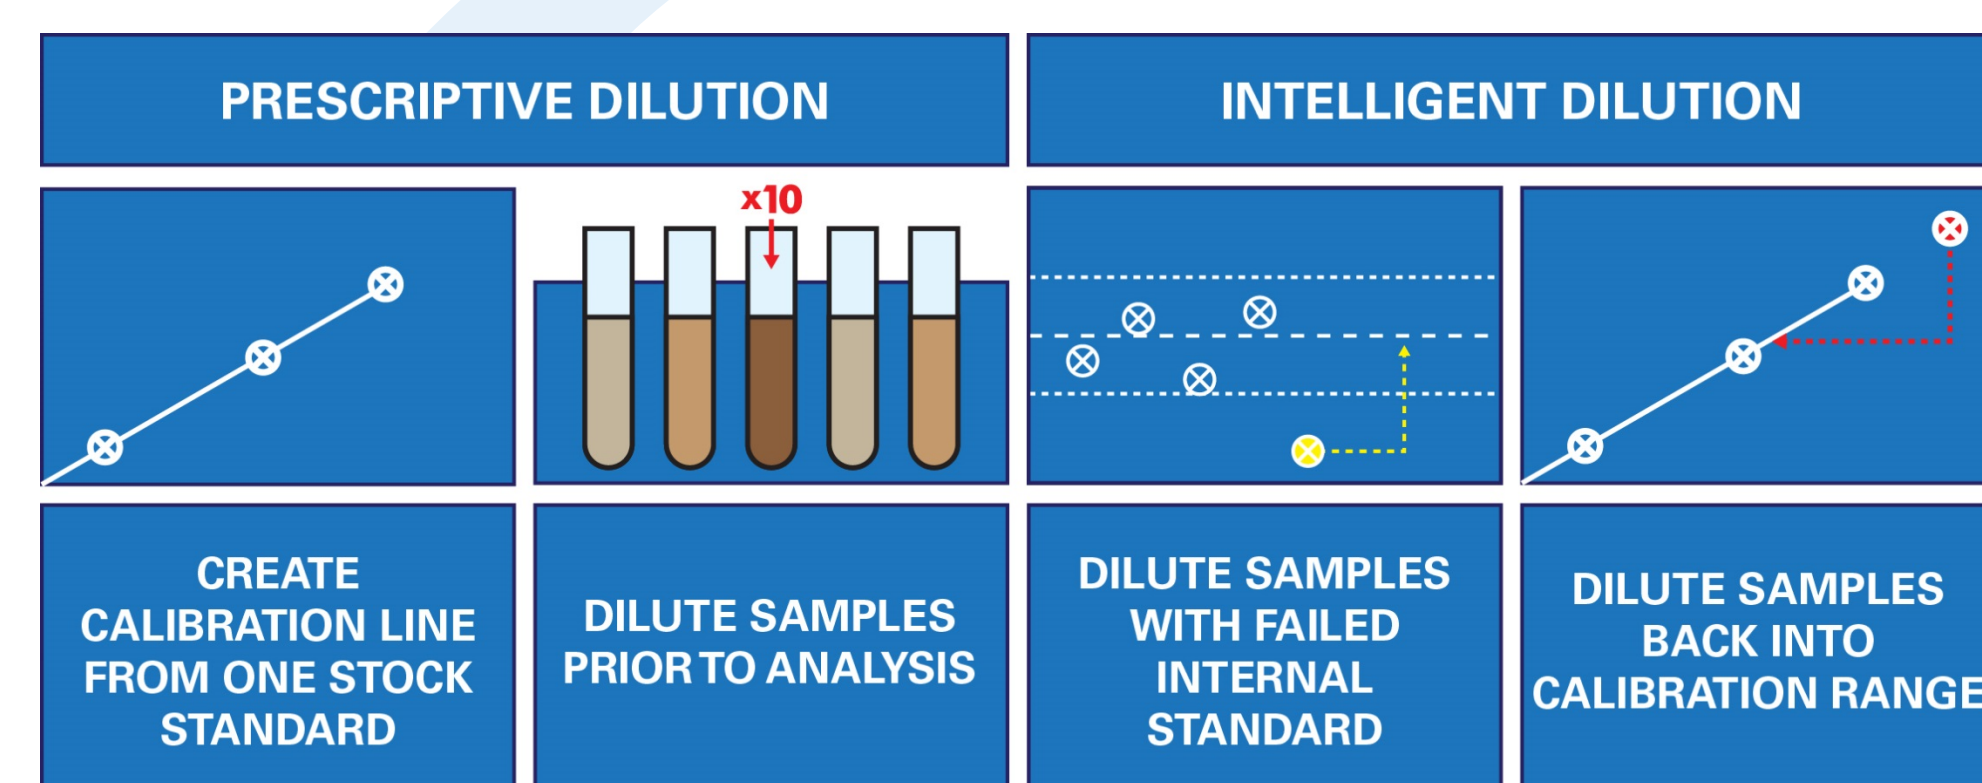 PRESCRIPTIVE DILUTION
INTELLIGENT DILUTION
x10
CREATE
CALIBRATION LINE
FROM ONE STOCK
STANDARD
DILUTE SAMPLES
PRIOR TO ANALYSIS
DILUTE SAMPLES
WITH FAILED
INTERNAL
STANDARD
DILUTE SAMPLES
BACK INTO
CALIBRATION RANGE